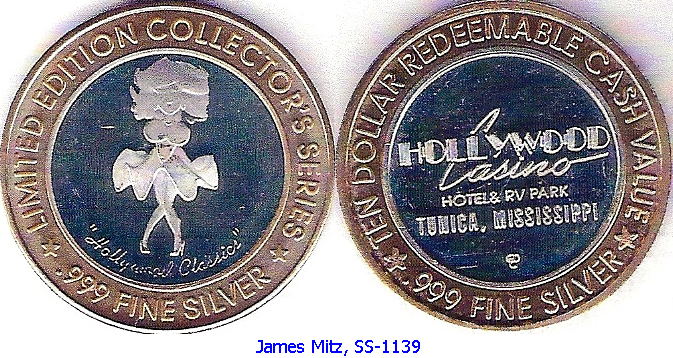 LIMITED EDITION COLLECTOR'S SERIES
"Hollywood Classics"
.999 FINE SILVER
TEN DOLLAR REDEEMABLE CASH VALUE
HOLLYWOOD
Casino
HOTEL & RV PARK
TUNICA, MISSISSIPPI
.999 FINE SILVER
James Mitz, SS-1139